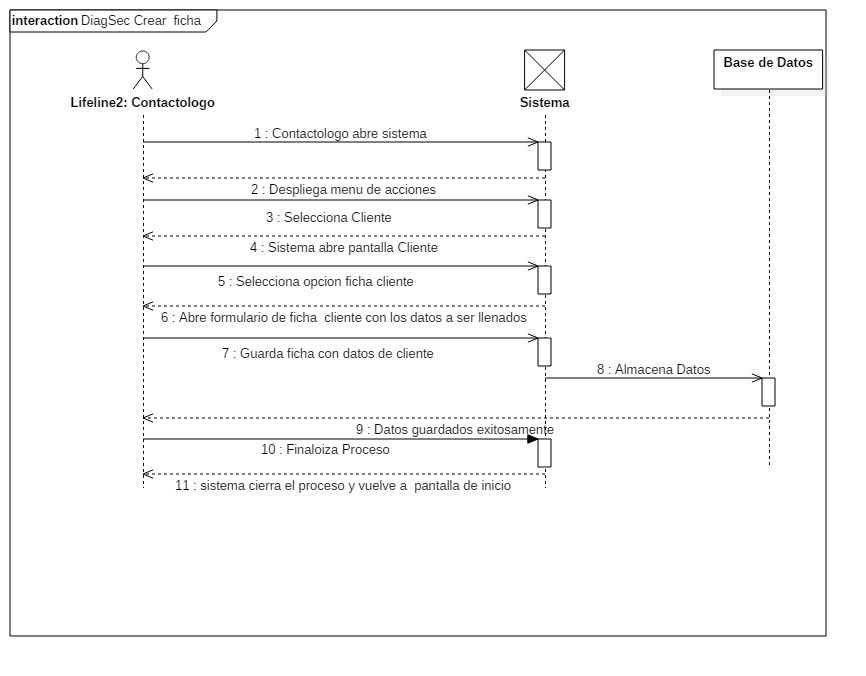 interaction DiagSec Crear ficha
Lifeline2: Contactologo
Sistema
Base de Datos
1 : Contactologo abre sistema
2 : Despliega menu de acciones
3 : Selecciona Cliente
4 : Sistema abre pantalla Cliente
5 : Selecciona opcion ficha cliente
6 : Abre formulario de ficha cliente con los datos a ser llenados
7 : Guarda ficha con datos de cliente
8 : Almacena Datos
9 : Datos guardados exitosamente
10 : Finaloiza Proceso
11 : sistema cierra el proceso y vuelve a pantalla de inicio